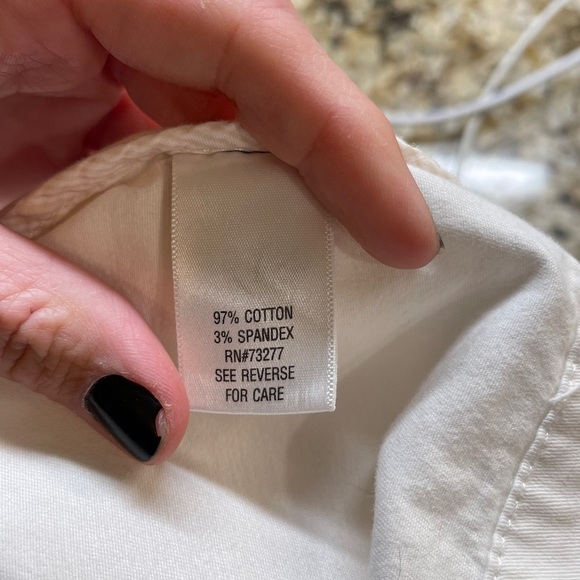 97% COTTON
3% SPANDEX
RN#73277
SEE REVERSE
FOR CARE